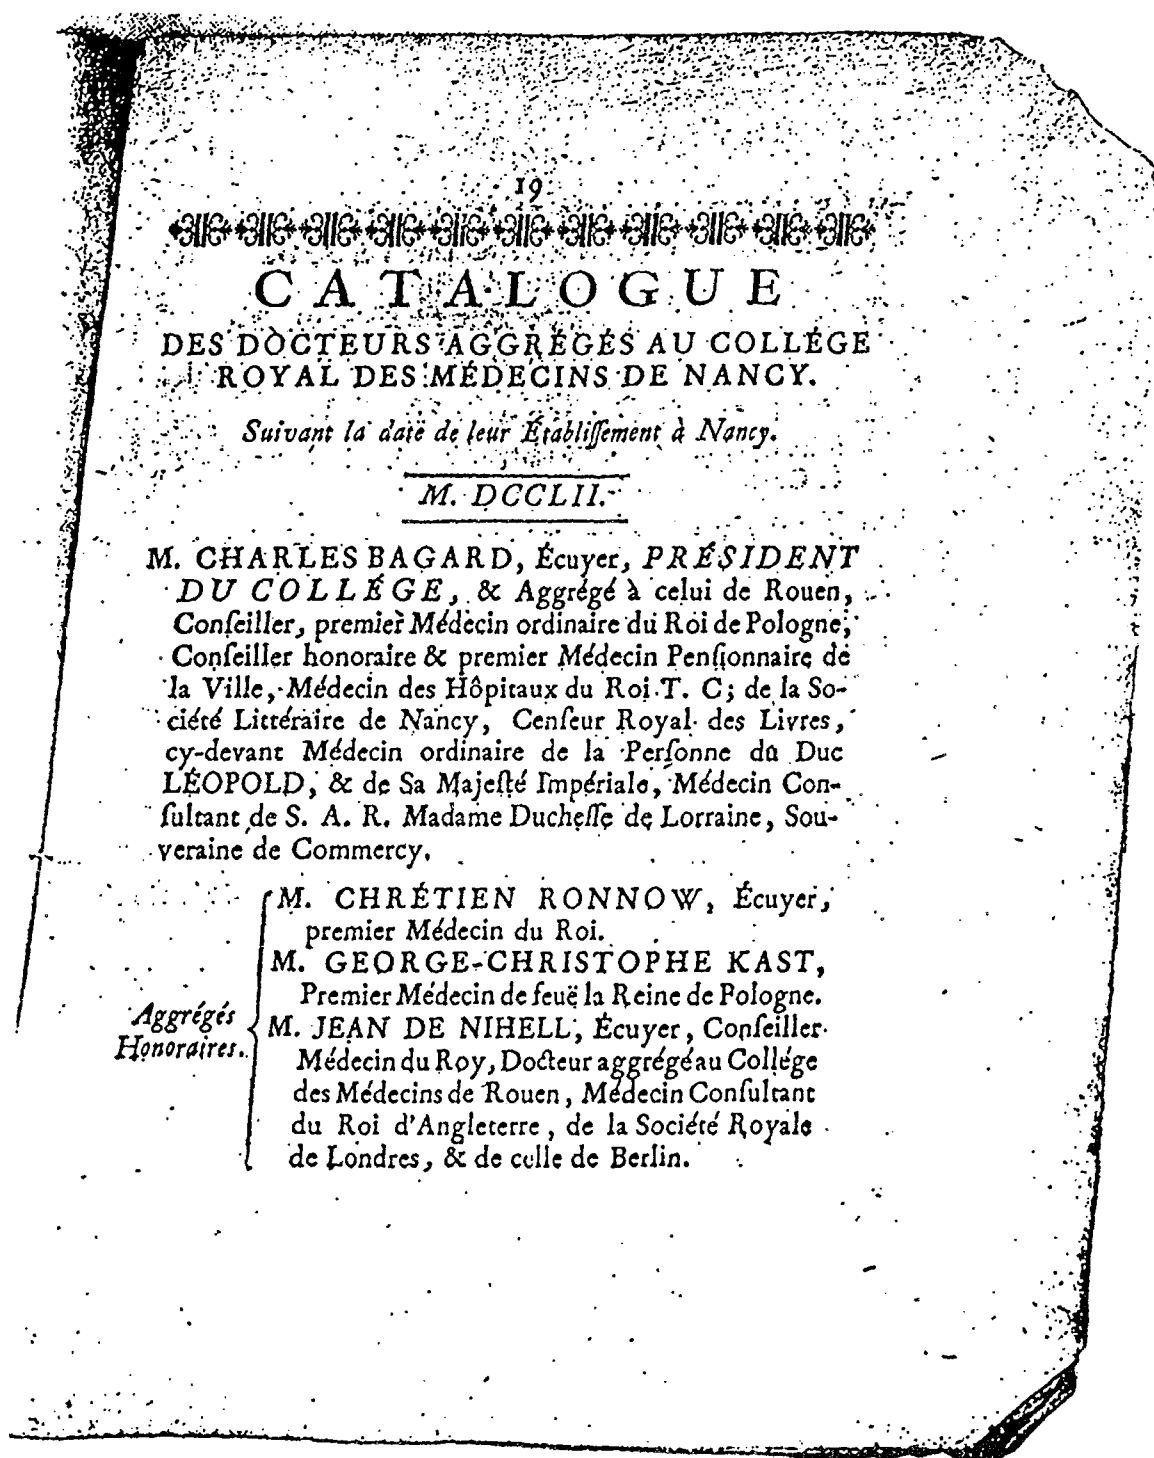 19
CATALOGUE
DES DOCTEURS AGGRÉGÉS AU COLLÉGE
ROYAL DES MÉDECINS DE NANCY.
Suivant la date de leur Établiſſement à Nancy.
M. DCCLII.
M. CHARLES BAGARD, Écuyer, PRÉSIDENT
DU COLLÉGE, & Aggrégé à celui de Rouen,
Conſeiller, premier Médecin ordinaire du Roi de Pologne,
Conſeiller honoraire & premier Médecin Penſionnaire de
la Ville, Médecin des Hôpitaux du Roi T. C; de la So-
ciété Littéraire de Nancy, Cenſeur Royal des Livres,
cy-devant Médecin ordinaire de la Perſonne du Duc
LÉOPOLD, & de Sa Majeſté Impériale, Médecin Con-
ſultant de S. A. R. Madame Ducheſſe de Lorraine, Sou-
veraine de Commercy.
Aggrégés
Honoraires.
M. CHRÉTIEN RONNOW, Écuyer,
premier Médecin du Roi.
M. GEORGE-CHRISTOPHE KAST,
Premier Médecin de feuë la Reine de Pologne.
M. JEAN DE NIHELL, Écuyer, Conſeiller
Médecin du Roy, Docteur aggrégé au Collége
des Médecins de Rouen, Médecin Conſultant
du Roi d'Angleterre, de la Société Royale
de Londres, & de celle de Berlin.